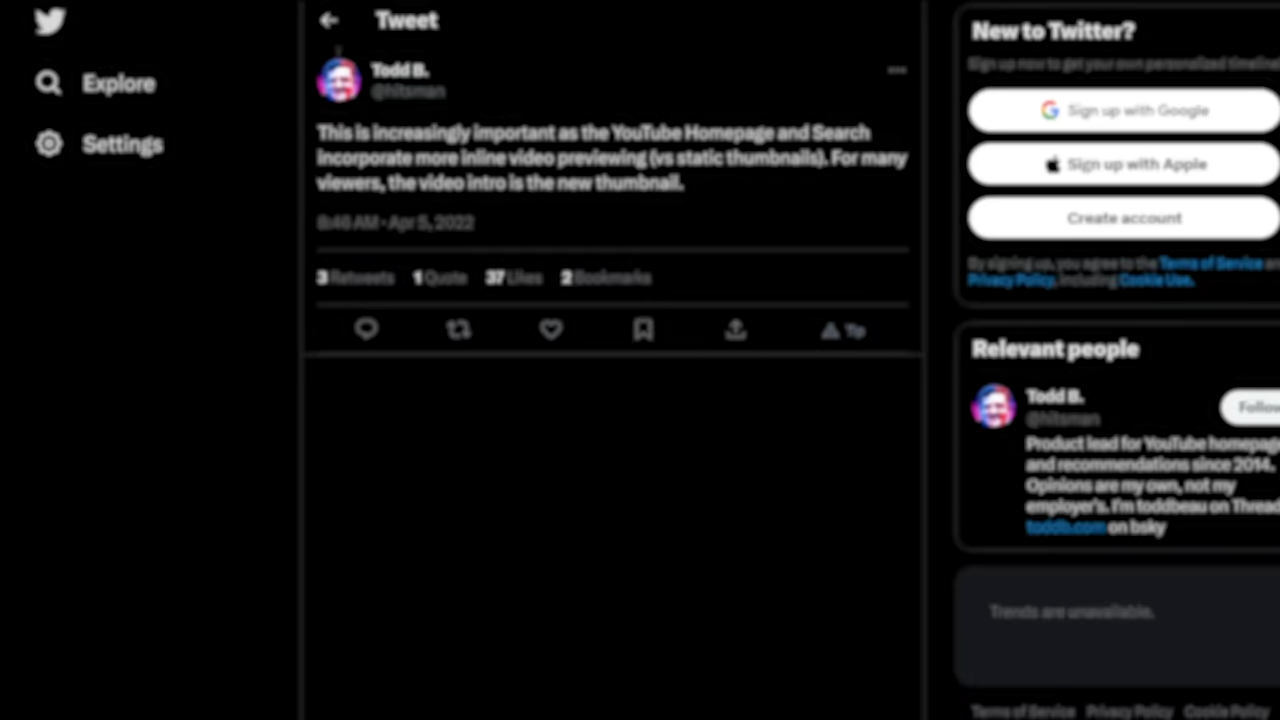 Tweet
Explore
Settings
Todd B.
@hitsman
This is increasingly important as the YouTube Homepage and Search
incorporate more inline video previewing (vs static thumbnails). For many
viewers, the video intro is the new thumbnail.
8:46 AM · Apr 5, 2022
3 Retweets 1 Quote 37 Likes 2 Bookmarks
Tip
New to Twitter?
Sign up now to get your own personalized timeline
Sign up with Google
Sign up with Apple
Create account
By signing up, you agree to the Terms of Service
Privacy Policy, including Cookie Use.
Relevant people
Todd B.
@hitsman
Follow
Product lead for YouTube homepage
and recommendations since 2014.
Opinions are my own, not my
employer's. I'm toddbeau on Thread
toddb.com on bsky
Trends are unavailable.
Terms of Service Privacy Policy Cookie Policy